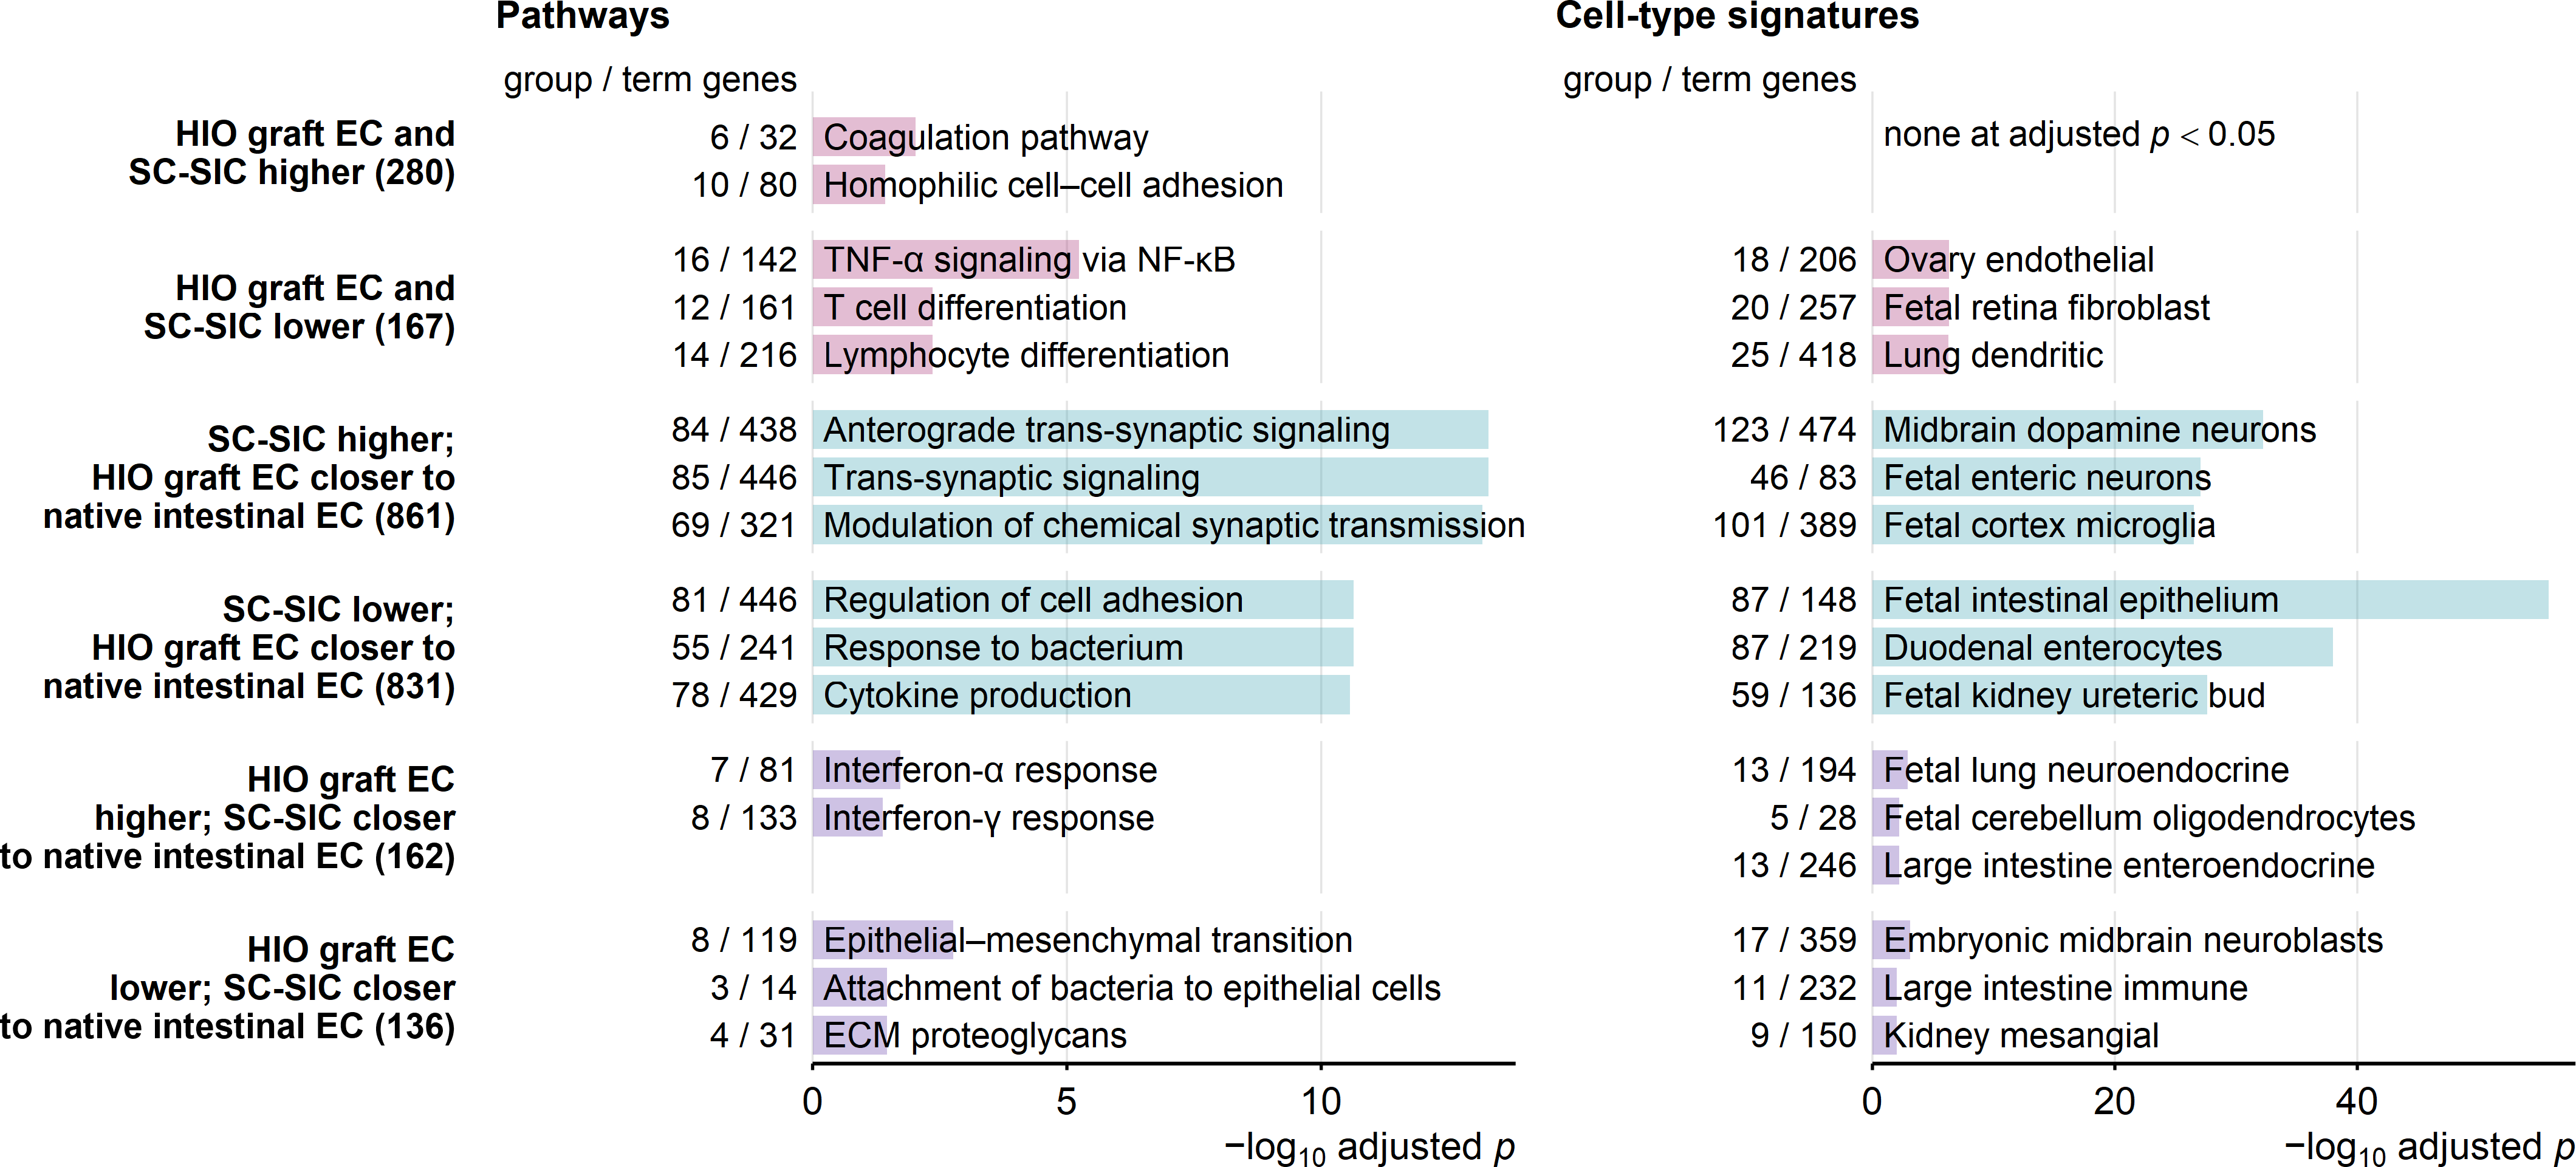 Pathways
Cell-type signatures
group / term genes
group / term genes
HIO graft EC and
SC-SIC higher (280)
6 / 32 Coagulation pathway
10 / 80 Homophilic cell–cell adhesion
none at adjusted p < 0.05
HIO graft EC and
SC-SIC lower (167)
16 / 142 TNF-α signaling via NF-κB
12 / 161 T cell differentiation
14 / 216 Lymphocyte differentiation
18 / 206 Ovary endothelial
20 / 257 Fetal retina fibroblast
25 / 418 Lung dendritic
SC-SIC higher;
HIO graft EC closer to
native intestinal EC (861)
84 / 438 Anterograde trans-synaptic signaling
85 / 446 Trans-synaptic signaling
69 / 321 Modulation of chemical synaptic transmission
123 / 474 Midbrain dopamine neurons
46 / 83 Fetal enteric neurons
101 / 389 Fetal cortex microglia
SC-SIC lower;
HIO graft EC closer to
native intestinal EC (831)
81 / 446 Regulation of cell adhesion
55 / 241 Response to bacterium
78 / 429 Cytokine production
87 / 148 Fetal intestinal epithelium
87 / 219 Duodenal enterocytes
59 / 136 Fetal kidney ureteric bud
HIO graft EC
higher; SC-SIC closer
to native intestinal EC (162)
7 / 81 Interferon-α response
8 / 133 Interferon-γ response
13 / 194 Fetal lung neuroendocrine
5 / 28 Fetal cerebellum oligodendrocytes
13 / 246 Large intestine enteroendocrine
HIO graft EC
lower; SC-SIC closer
to native intestinal EC (136)
8 / 119 Epithelial–mesenchymal transition
3 / 14 Attachment of bacteria to epithelial cells
4 / 31 ECM proteoglycans
17 / 359 Embryonic midbrain neuroblasts
11 / 232 Large intestine immune
9 / 150 Kidney mesangial
0 5 10
−log10 adjusted p
0 20 40
−log10 adjusted p